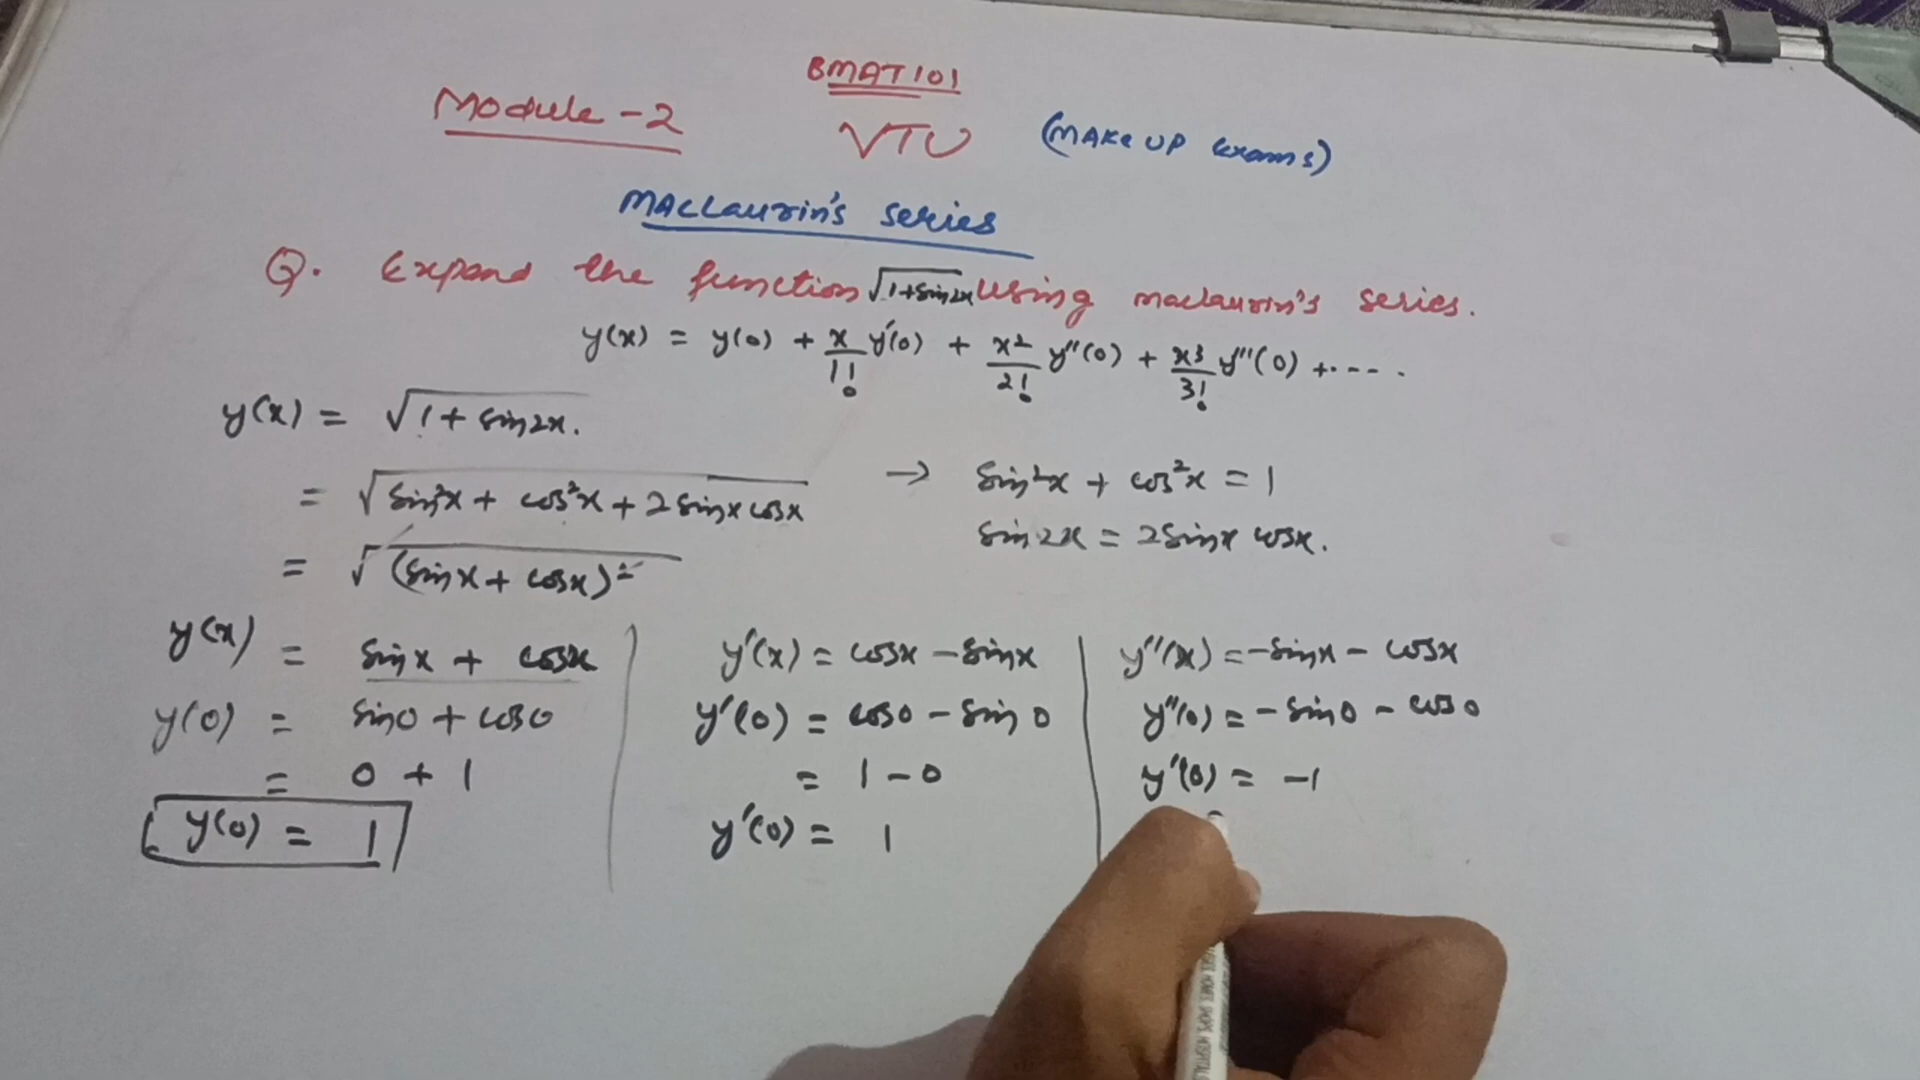 BMAT101
Module-2 VTU (MAKE UP exams)
MACLaurin's series
Q. Expand the function √1+sin2x using maclaurin's series.
y(x) = y(0) + x/1! y'(0) + x²/2! y''(0) + x³/3! y'''(0) +....
y(x) = √1 + sin2x.
= √sin²x + cos²x + 2 sinx cosx → sin²x + cos²x = 1
sin2x = 2sinx cosx.
= √(sinx + cosx)²
y(x) = sinx + cosx
y(0) = sin0 + cos0
= 0 + 1
y(0) = 1
y'(x) = cosx - sinx
y'(0) = cos0 - sin0
= 1 - 0
y'(0) = 1
y''(x) = -sinx - cosx
y''(0) = -sin0 - cos0
y'(0) = -1